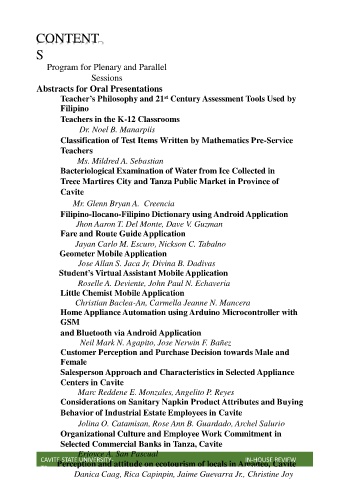 CONTENT
S
Program for Plenary and Parallel
Sessions
Abstracts for Oral Presentations
Teacher's Philosophy and 21st Century Assessment Tools Used by
Filipino
Teachers in the K-12 Classrooms
Dr. Noel B. Manarpiis
Classification of Test Items Written by Mathematics Pre-Service
Teachers
Ms. Mildred A. Sebastian
Bacteriological Examination of Water from Ice Collected in
Trece Martires City and Tanza Public Market in Province of
Cavite
Mr. Glenn Bryan A. Creencia
Filipino-Ilocano-Filipino Dictionary using Android Application
Jhon Aaron T. Del Monte, Dave V. Guzman
Fare and Route Guide Application
Jayan Carlo M. Escuro, Nickson C. Tabalno
Geometer Mobile Application
Jose Allan S. Jaca Jr, Divina B. Dadivas
Student's Virtual Assistant Mobile Application
Roselle A. Deviente, John Paul N. Echaveria
Little Chemist Mobile Application
Christian Baclea-An, Carmella Jeanne N. Mancera
Home Appliance Automation using Arduino Microcontroller with
GSM
and Bluetooth via Android Application
Neil Mark N. Agapito, Jose Nerwin F. Bañez
Customer Perception and Purchase Decision towards Male and
Female
Salesperson Approach and Characteristics in Selected Appliance
Centers in Cavite
Marc Reddene E. Monzales, Angelito P. Reyes
Considerations on Sanitary Napkin Product Attributes and Buying
Behavior of Industrial Estate Employees in Cavite
Jolina O. Catamisan, Rose Ann B. Guardado, Archel Salurio
Organizational Culture and Employee Work Commitment in
Selected Commercial Banks in Tanza, Cavite
Erjoyce A. San Pascual
CAVITE STATE UNIVERSITY
IN-HOUSE REVIEW
Perception and attitude on ecotourism of locals in Amadeo, Cavite
Danica Caag, Rica Capinpin, Jaime Guevarra Jr., Christine Joy